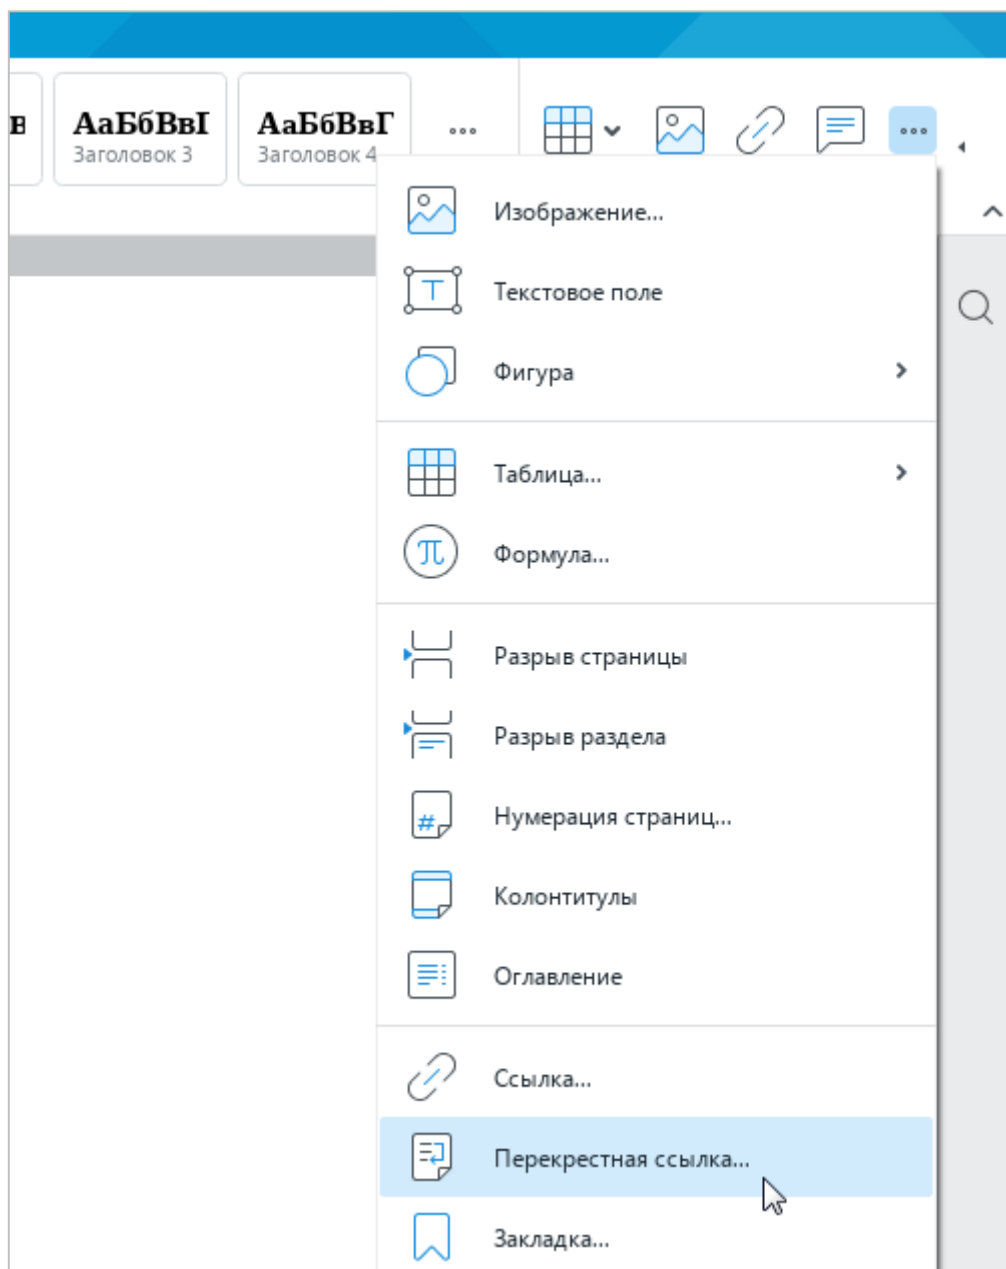 АаБбВвГ АаБбВвГ
Заголовок 3 Заголовок 4
Изображение...
Текстовое поле
Фигура
Таблица...
Формула...
Разрыв страницы
Разрыв раздела
Нумерация страниц...
Колонтитулы
Оглавление
Ссылка...
Перекрестная ссылка...
Закладка...